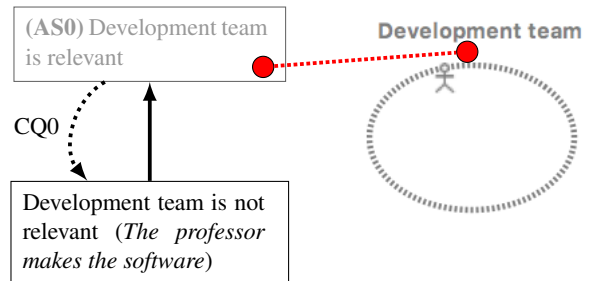 (AS0) Development team
is relevant
Development team
CQ0
Development team is not
relevant (The professor
makes the software)